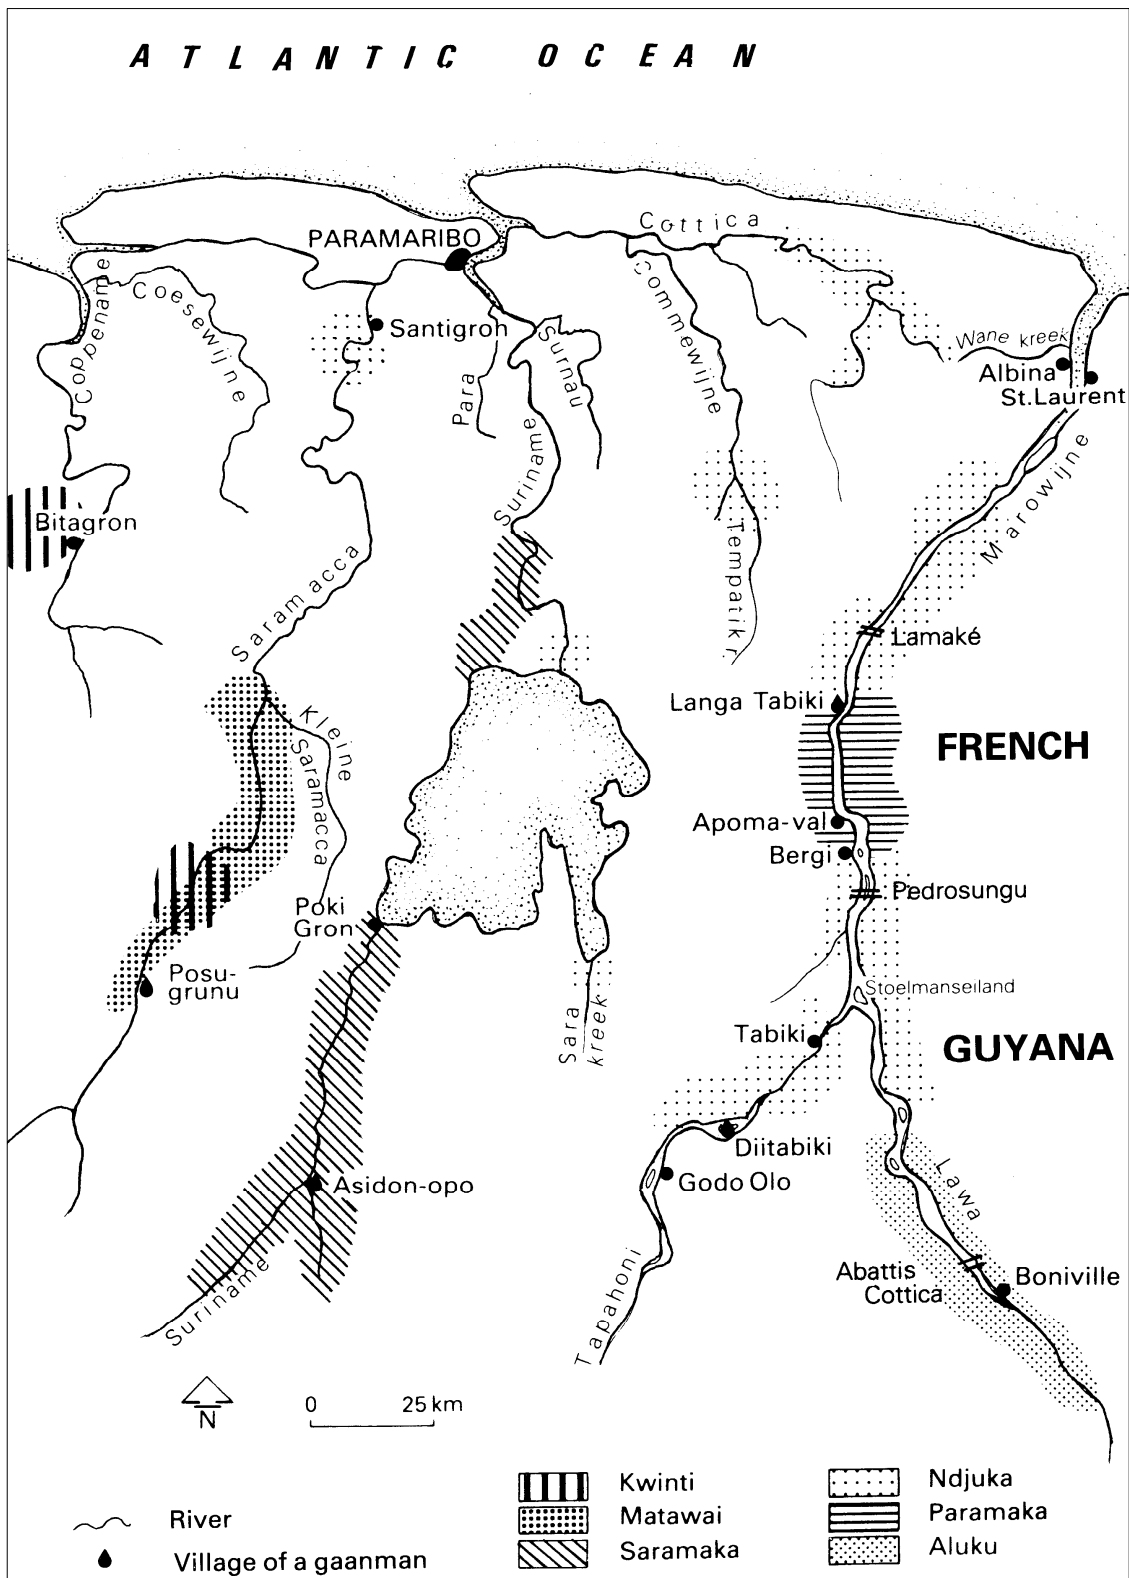 ATLANTIC OCEAN
Cottica
PARAMARIBO
Coppename
Coesewijne
Commewijne
Santigron
Surnau
Para
Wane kreek
Albina
St.Laurent
Suriname
Marowijne
Bitagron
Tempatikr
Saramacca
Lamaké
Langa Tabiki
Kleine
Saramacca
FRENCH
Apoma-val
Bergi
Pedrosungu
Poki
Gron
Posu-
grunu
Stoelmanseiland
Sara
kreek
Tabiki
GUYANA
Diitabiki
Godo Olo
Asidon-opo
Lawa
Suriname
Tapahoni
Abattis
Cottica
Boniville
N
0 25 km
River
Village of a gaanman
Kwinti
Matawai
Saramaka
Ndjuka
Paramaka
Aluku